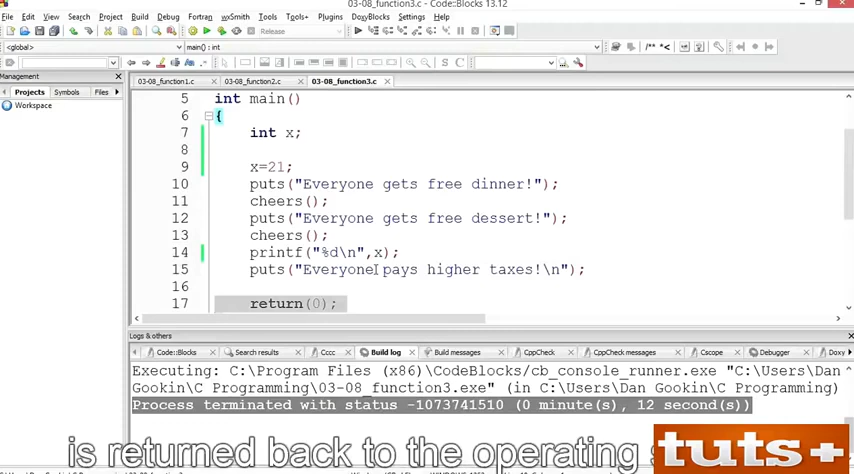 03-08_function3.c - Code::Blocks 13.12
File Edit View Search Project Build Debug Fortran wxSmith Tools Tools+ Plugins DoxyBlocks Settings Help
Release
<global> main() : int
/** *<
S C
Management
Projects Symbols Files
Workspace
03-08_function1.c 03-08_function2.c 03-08_function3.c
5 int main()
6 {
7 int x;
8
9 x=21;
10 puts("Everyone gets free dinner!");
11 cheers();
12 puts("Everyone gets free dessert!");
13 cheers();
14 printf("%d\n",x);
15 puts("Everyone pays higher taxes!\n");
16
17 return(0);
Logs & others
Code::Blocks Search results Cccc Build log Build messages CppCheck CppCheck messages Cscope Debugger Doxy
Executing: C:\Program Files (x86)\CodeBlocks/cb_console_runner.exe "C:\Users\Dan
Gookin\C Programming\03-08_function3.exe" (in C:\Users\Dan Gookin\C Programming)
Process terminated with status -1073741510 (0 minute(s), 12 second(s))
is returned back to the operating
tuts+